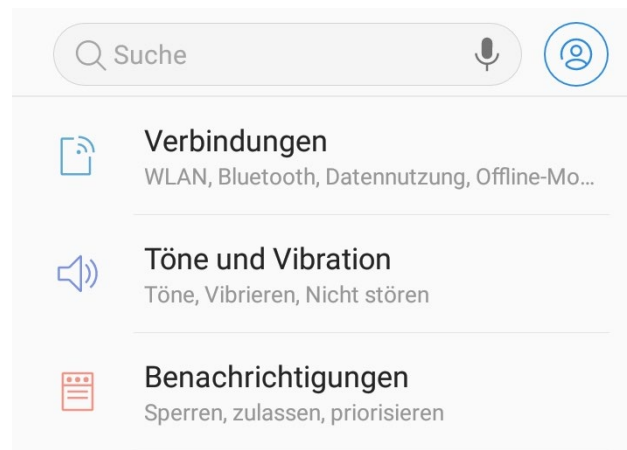 Suche
Verbindungen
WLAN, Bluetooth, Datennutzung, Offline-Mo...
Töne und Vibration
Töne, Vibrieren, Nicht stören
Benachrichtigungen
Sperren, zulassen, priorisieren